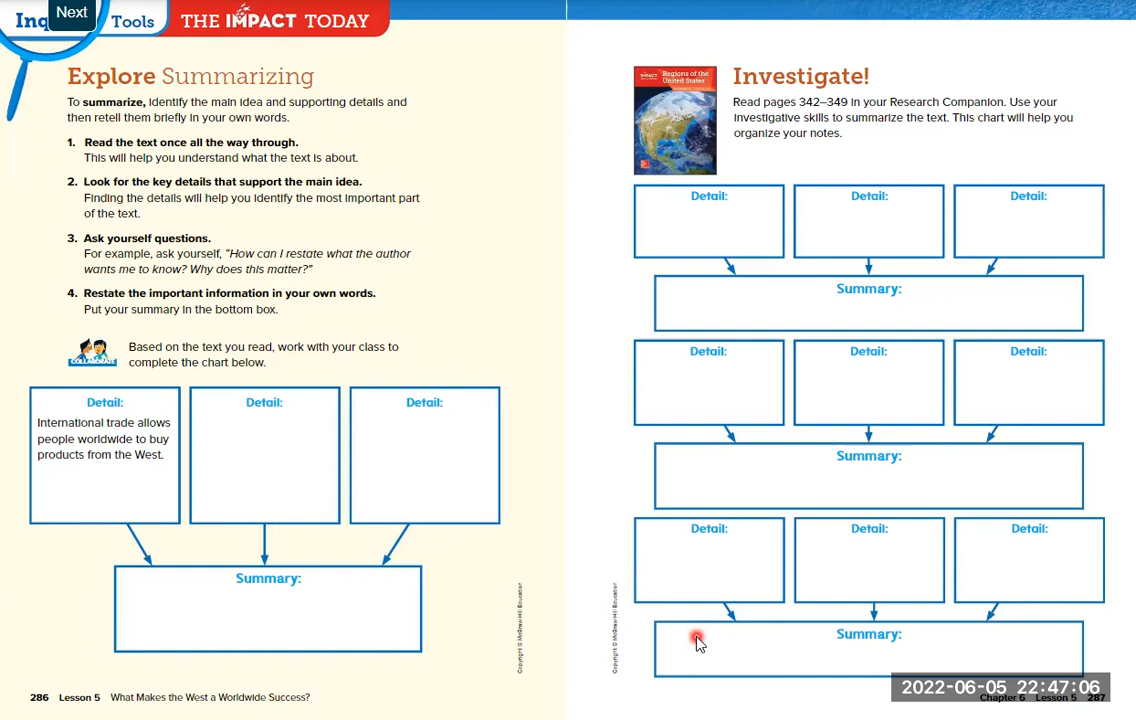 Inq
Next
Tools
THE IMPACT TODAY
Explore Summarizing
To summarize, identify the main idea and supporting details and
then retell them briefly in your own words.
1. Read the text once all the way through.
This will help you understand what the text is about.
2. Look for the key details that support the main idea.
Finding the details will help you identify the most important part
of the text.
3. Ask yourself questions.
For example, ask yourself, “How can I restate what the author
wants me to know? Why does this matter?”
4. Restate the important information in your own words.
Put your summary in the bottom box.
COLLABORATE
Based on the text you read, work with your class to
complete the chart below.
Detail:
International trade allows
people worldwide to buy
products from the West.
Detail:
Detail:
Summary:
Copyright © McGraw-Hill Education
286 Lesson 5 What Makes the West a Worldwide Success?
IMPACT
Regions of the
United States
Investigate!
Read pages 342–349 in your Research Companion. Use your
investigative skills to summarize the text. This chart will help you
organize your notes.
Detail:
Detail:
Detail:
Summary:
Detail:
Detail:
Detail:
Summary:
Detail:
Detail:
Detail:
Summary:
Copyright © McGraw-Hill Education
2022-06-05 22:47:06
Chapter 6 Lesson 5 287